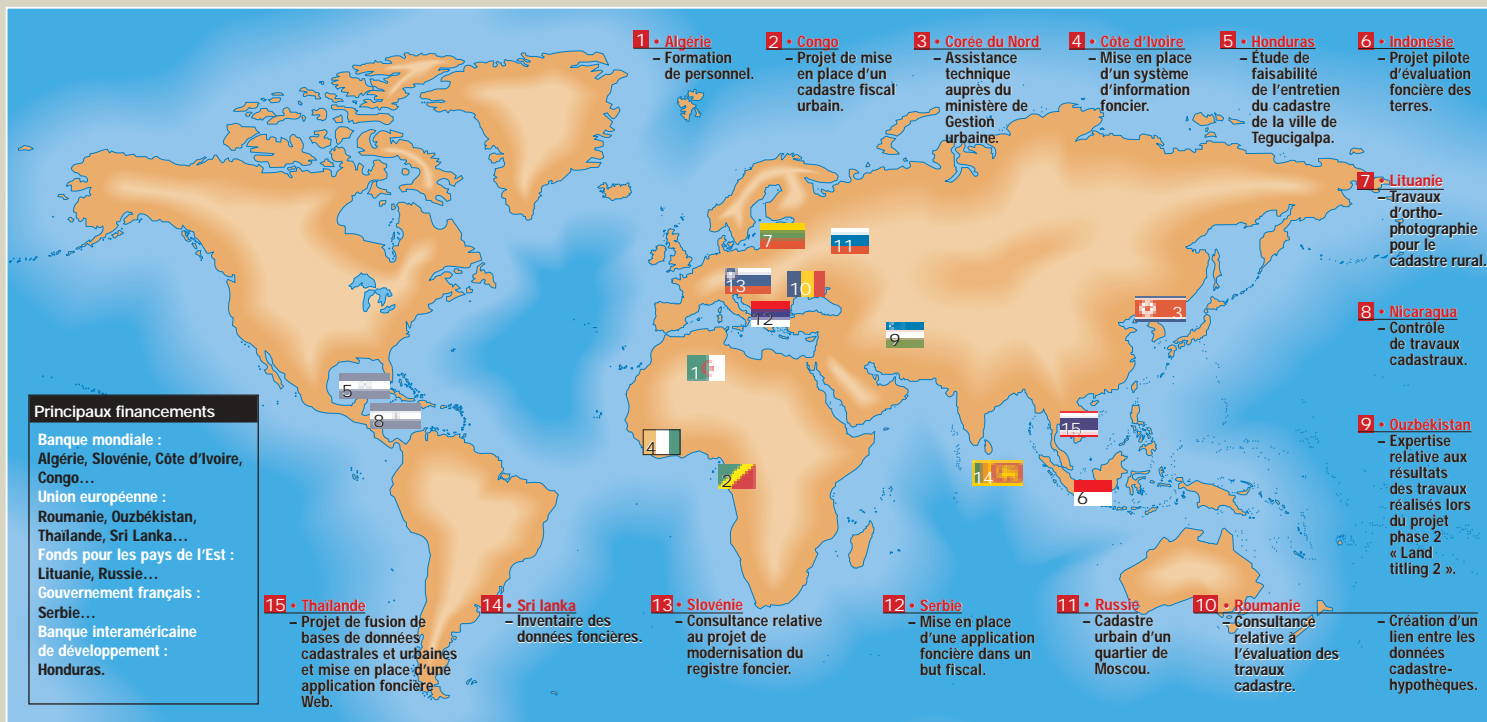 1 • Algérie
– Formation
de personnel.
2 • Congo
– Projet de mise
en place d'un
cadastre fiscal
urbain.
3 • Corée du Nord
– Assistance
technique
auprès du
ministère de
Gestion
urbaine.
4 • Côte d'Ivoire
– Mise en place
d'un système
d'information
foncier.
5 • Honduras
– Étude de
faisabilité
de l'entretien
du cadastre
de la ville de
Tegucigalpa.
6 • Indonésie
– Projet pilote
d'évaluation
foncière des
terres.
7 • Lituanie
– Travaux
d'ortho-
photographie
pour le
cadastre rural.
8 • Nicaragua
– Contrôle
de travaux
cadastraux.
9 • Ouzbékistan
– Expertise
relative aux
résultats
des travaux
réalisés lors
du projet
phase 2
« Land
titling 2 ».
7
11
13
10
12
9
3
1
5
8
4
2
15
14
6
Principaux financements
Banque mondiale :
Algérie, Slovénie, Côte d'Ivoire,
Congo…
Union européenne :
Roumanie, Ouzbékistan,
Thaïlande, Sri Lanka…
Fonds pour les pays de l'Est :
Lituanie, Russie…
Gouvernement français :
Serbie…
Banque interaméricaine
de développement :
Honduras.
15 • Thaïlande
– Projet de fusion de
bases de données
cadastrales et urbaines
et mise en place d'une
application foncière
Web.
14 • Sri lanka
– Inventaire des
données foncières.
13 • Slovénie
– Consultance relative
au projet de
modernisation du
registre foncier.
12 • Serbie
– Mise en place
d'une application
foncière dans un
but fiscal.
11 • Russie
– Cadastre
urbain d'un
quartier de
Moscou.
10 • Roumanie
– Consultance
relative à
l'évaluation des
travaux
cadastre.
– Création d'un
lien entre les
données
cadastre-
hypothèques.